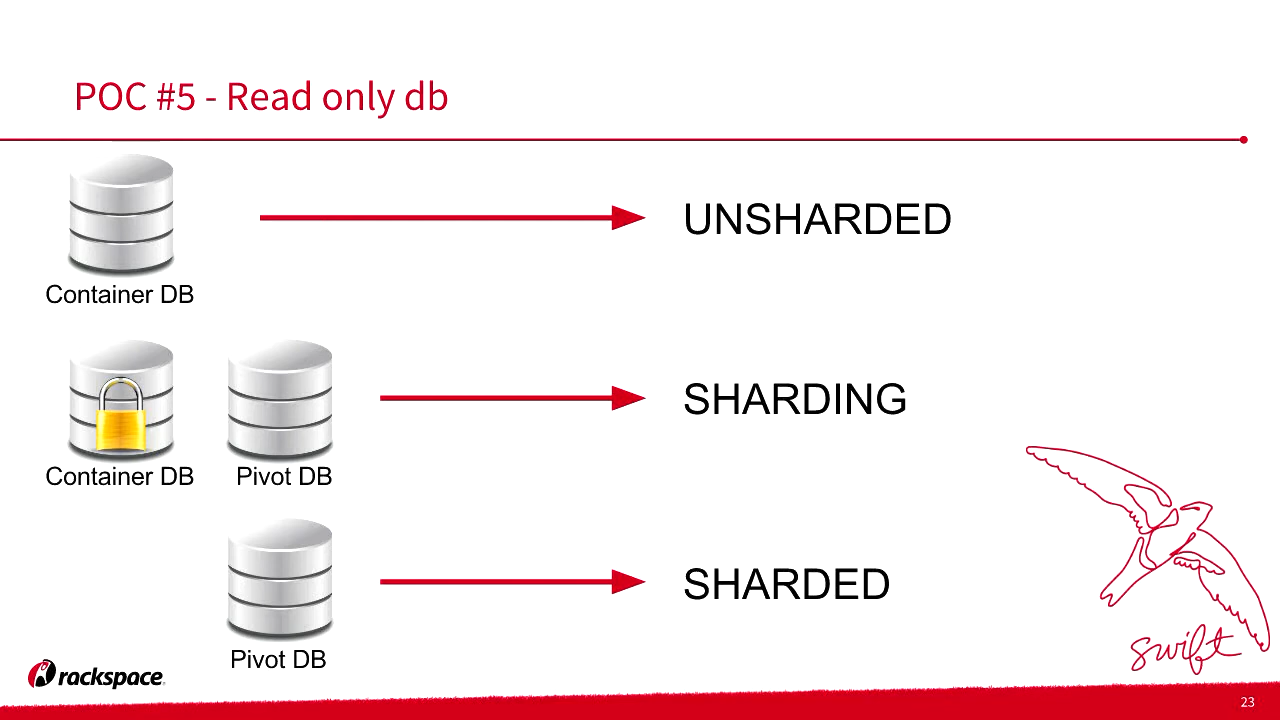 POC #5 - Read only db
UNSHARDED
Container DB
SHARDING
Container DB
Pivot DB
SHARDED
Pivot DB
swift
rackspace
23